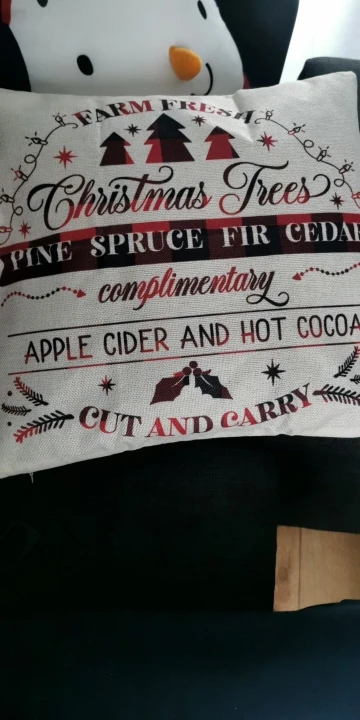 FARM FRESH
Christmas Trees
PINE SPRUCE FIR CEDAR
complimentary
APPLE CIDER AND HOT COCOA
CUT AND CARRY